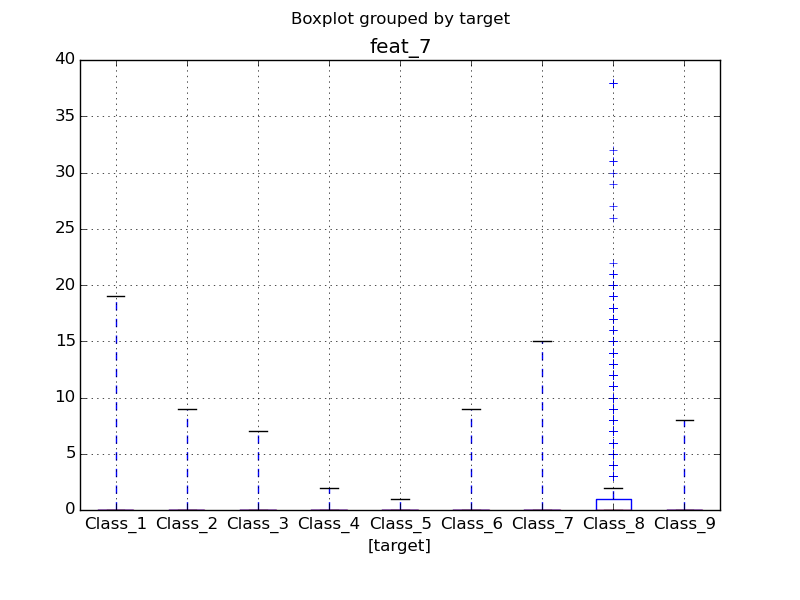 Boxplot grouped by target
feat_7
40
35
30
25
20
15
10
5
0
Class_1 Class_2 Class_3 Class_4 Class_5 Class_6 Class_7 Class_8 Class_9
[target]